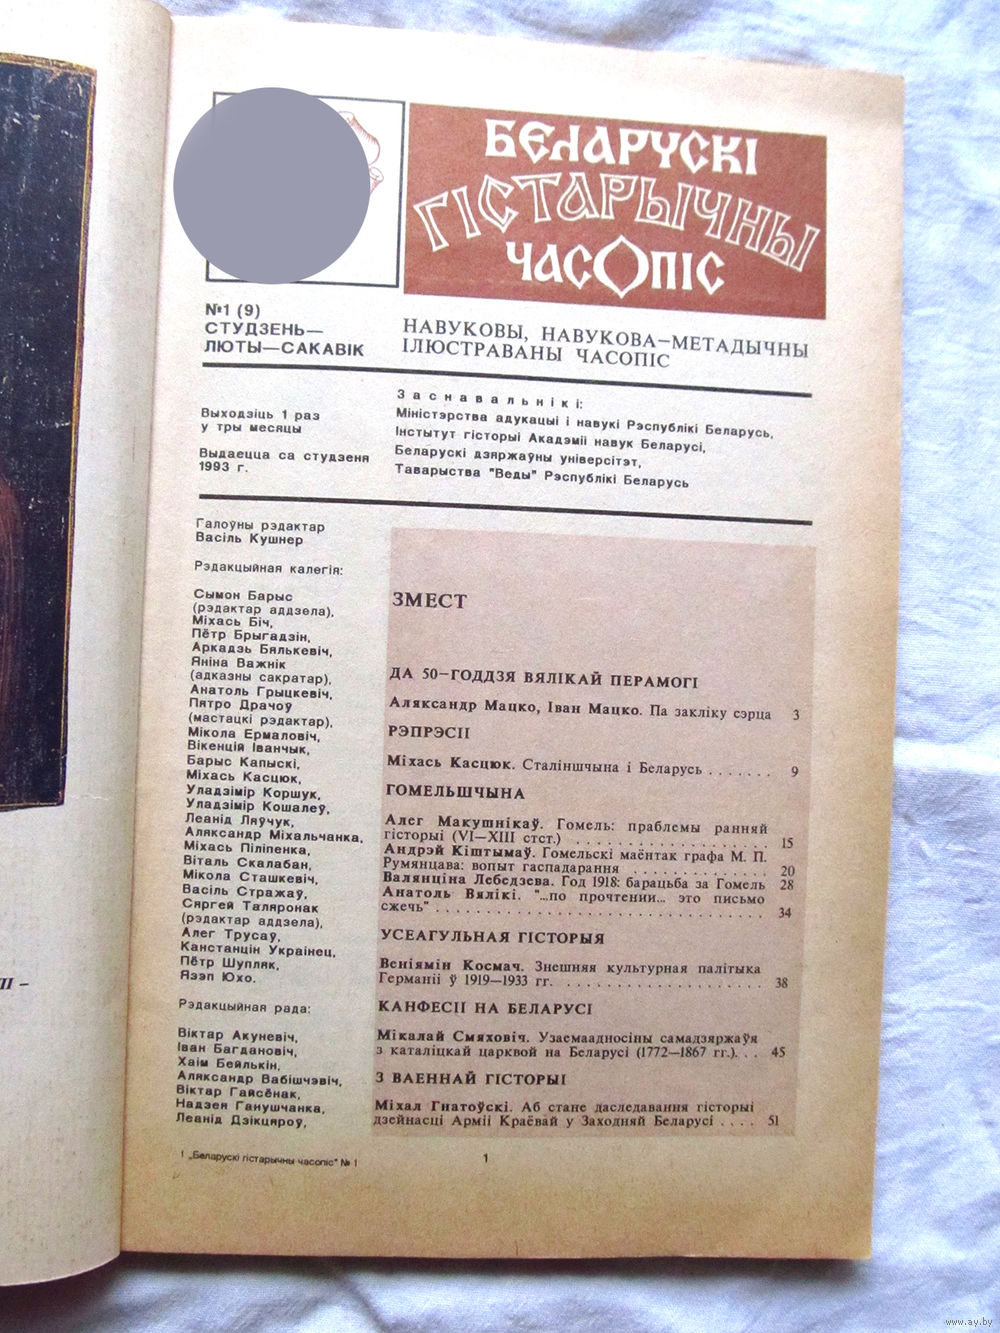 БЕЛАРУСКІ
ГІСТАРЫЧНЫ
ЧАСОПІС
№1 (9)
СТУДЗЕНЬ—
ЛЮТЫ—САКАВІК
НАВУКОВЫ, НАВУКОВА—МЕТАДЫЧНЫ
ІЛЮСТРАВАНЫ ЧАСОПІС
Выходзіць 1 раз
у тры месяцы
Выдаецца са студзеня
1993 г.
Заснавальнікі:
Міністэрства адукацыі і навукі Рэспублікі Беларусь,
Інстытут гісторыі Акадэміі навук Беларусі,
Беларускі дзяржаўны універсітэт,
Таварыства "Веды" Рэспублікі Беларусь
Галоўны рэдактар
Васіль Кушнер
Рэдакцыйная калегія:
Сымон Барыс
(рэдактар аддзела),
Міхась Біч,
Пётр Брыгадзін,
Аркадзь Бялькевіч,
Яніна Важнік
(адказны сакратар),
Анатоль Грыцкевіч,
Пятро Драчоў
(мастацкі рэдактар),
Мікола Ермаловіч,
Вікенцій Іванчык,
Барыс Капыскі,
Міхась Касцюк,
Уладзімір Коршук,
Уладзімір Кошалеў,
Леанід Ляўчук,
Аляксандр Міхальчанка,
Міхась Піліпенка,
Віталь Скалабан,
Мікола Сташкевіч,
Васіль Стражаў,
Сяргей Таляронак
(рэдактар аддзела),
Алег Трусаў,
Канстанцін Украінец,
Пётр Шупляк,
Язэп Юхо.
Рэдакцыйная рада:
Віктар Акуневіч,
Іван Багдановіч,
Хаім Бейлькін,
Аляксандр Вабішчэвіч,
Віктар Гайсёнак,
Надзея Ганушчанка,
Леанід Дзікцяроў,
ЗМЕСТ
ДА 50—ГОДДЗЯ ВЯЛІКАЙ ПЕРАМОГІ
Аляксандр Мацко, Іван Мацко. Па закліку сэрца 3
РЭПРЭСІІ
Міхась Касцюк. Сталіншчына і Беларусь . . . . . . . 9
ГОМЕЛЬШЧЫНА
Алег Макушнікаў. Гомель: праблемы ранняй
гісторыі (VI—XIII стст.) . . . . . . . . . . . . . . . . . 15
Андрэй Кіштымаў. Гомельскі маёнтак графа М. П.
Румянцава: вопыт гаспадарання . . . . . . . . . . . . 20
Валянціна Лебедзева. Год 1918: барацьба за Гомель 28
Анатоль Вялікі. "...по прочтении... это письмо
сжечь" . . . . . . . . . . . . . . . . . . . . . . . . . . . . 34
УСЕАГУЛЬНАЯ ГІСТОРЫЯ
Веніямін Космач. Знешняя культурная палітыка
Германіі ў 1919—1933 гг. . . . . . . . . . . . . . . . . . 38
КАНФЕСІІ НА БЕЛАРУСІ
Мікалай Смяховіч. Узаемаадносіны самадзяржаўя
з каталіцкай царквой на Беларусі (1772—1867 гг.). . . 45
З ВАЕННАЙ ГІСТОРЫІ
Міхал Гнатоўскі. Аб стане даследавання гісторыі
дзейнасці Арміі Краёвай у Заходняй Беларусі . . . . 51
1 „Беларускі гістарычны часопіс" № 1
1
II –
www.ay.by